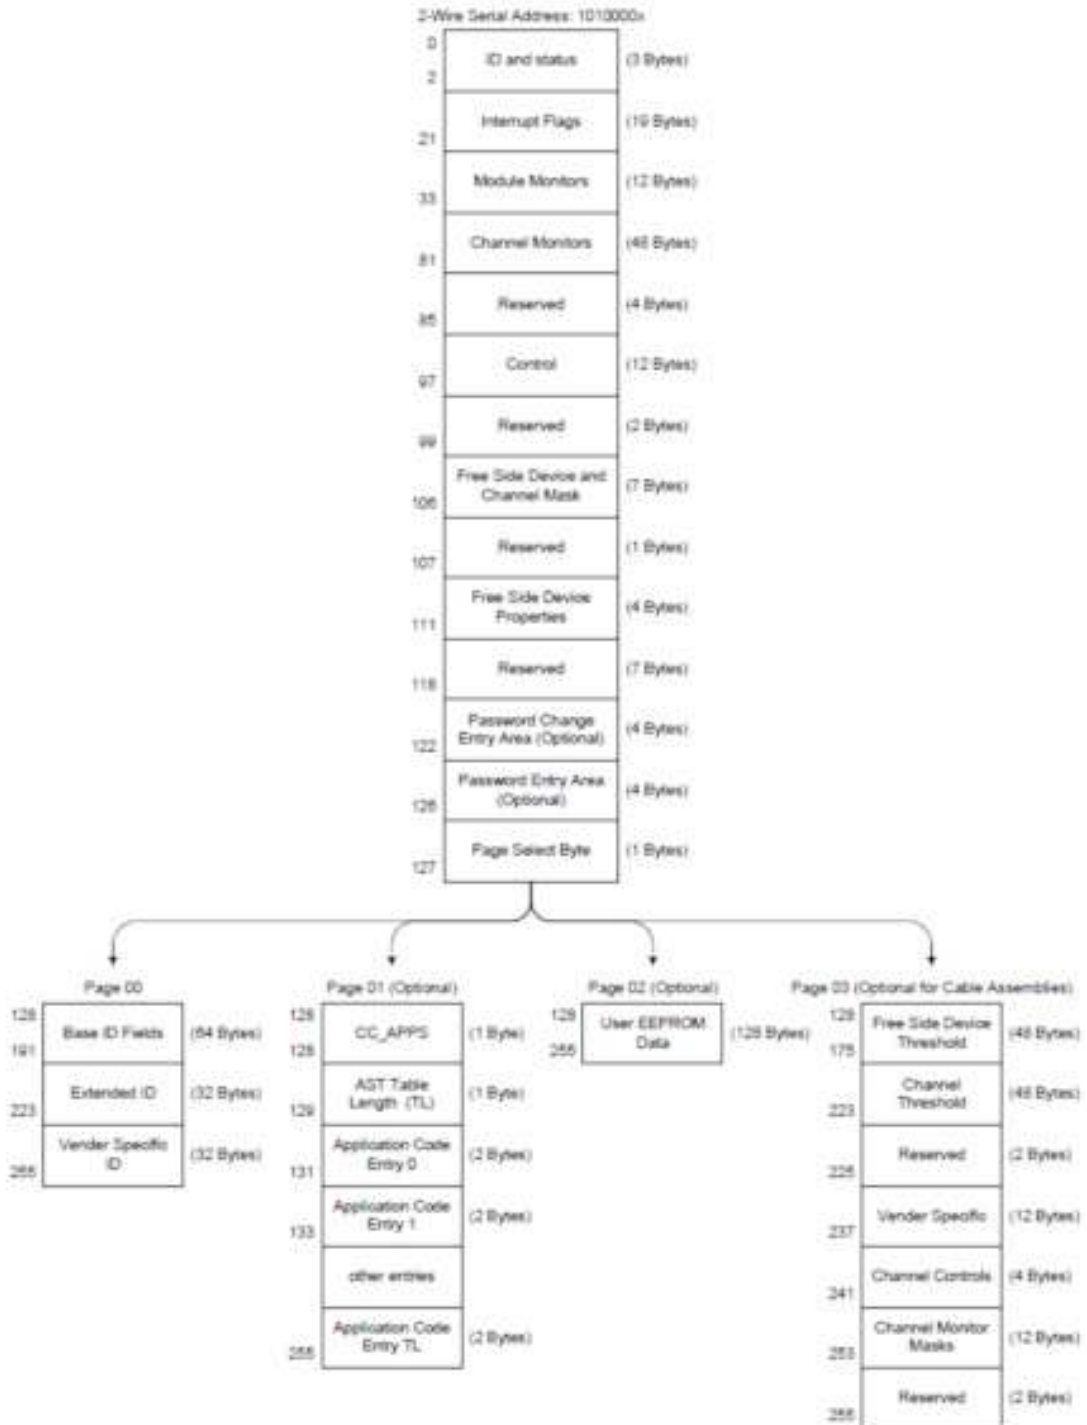 2-Wire Serial Address: 1010000x
0
ID and status
(3 Bytes)
2
Interrupt Flags
(19 Bytes)
21
Module Monitors
(12 Bytes)
33
Channel Monitors
(48 Bytes)
81
Reserved
(4 Bytes)
85
Control
(12 Bytes)
97
Reserved
(2 Bytes)
99
Free Side Device and
Channel Mask
(7 Bytes)
106
Reserved
(1 Bytes)
107
Free Side Device
Properties
(4 Bytes)
111
Reserved
(7 Bytes)
118
Password Change
Entry Area (Optional)
(4 Bytes)
122
Password Entry Area
(Optional)
(4 Bytes)
126
Page Select Byte
(1 Bytes)
127
Page 00
128
Base ID Fields
(64 Bytes)
191
Extended ID
(32 Bytes)
223
Vender Specific
ID
(32 Bytes)
255
Page 01 (Optional)
128
CC_APPS
(1 Byte)
128
AST Table
Length (TL)
(1 Byte)
129
Application Code
Entry 0
(2 Bytes)
131
Application Code
Entry 1
(2 Bytes)
133
other entries
Application Code
Entry TL
(2 Bytes)
255
Page 02 (Optional)
128
User EEPROM
Data
(128 Bytes)
255
Page 03 (Optional for Cable Assemblies)
128
Free Side Device
Threshold
(48 Bytes)
175
Channel
Threshold
(48 Bytes)
223
Reserved
(2 Bytes)
225
Vender Specific
(12 Bytes)
237
Channel Controls
(4 Bytes)
241
Channel Monitor
Masks
(12 Bytes)
253
Reserved
(2 Bytes)
255